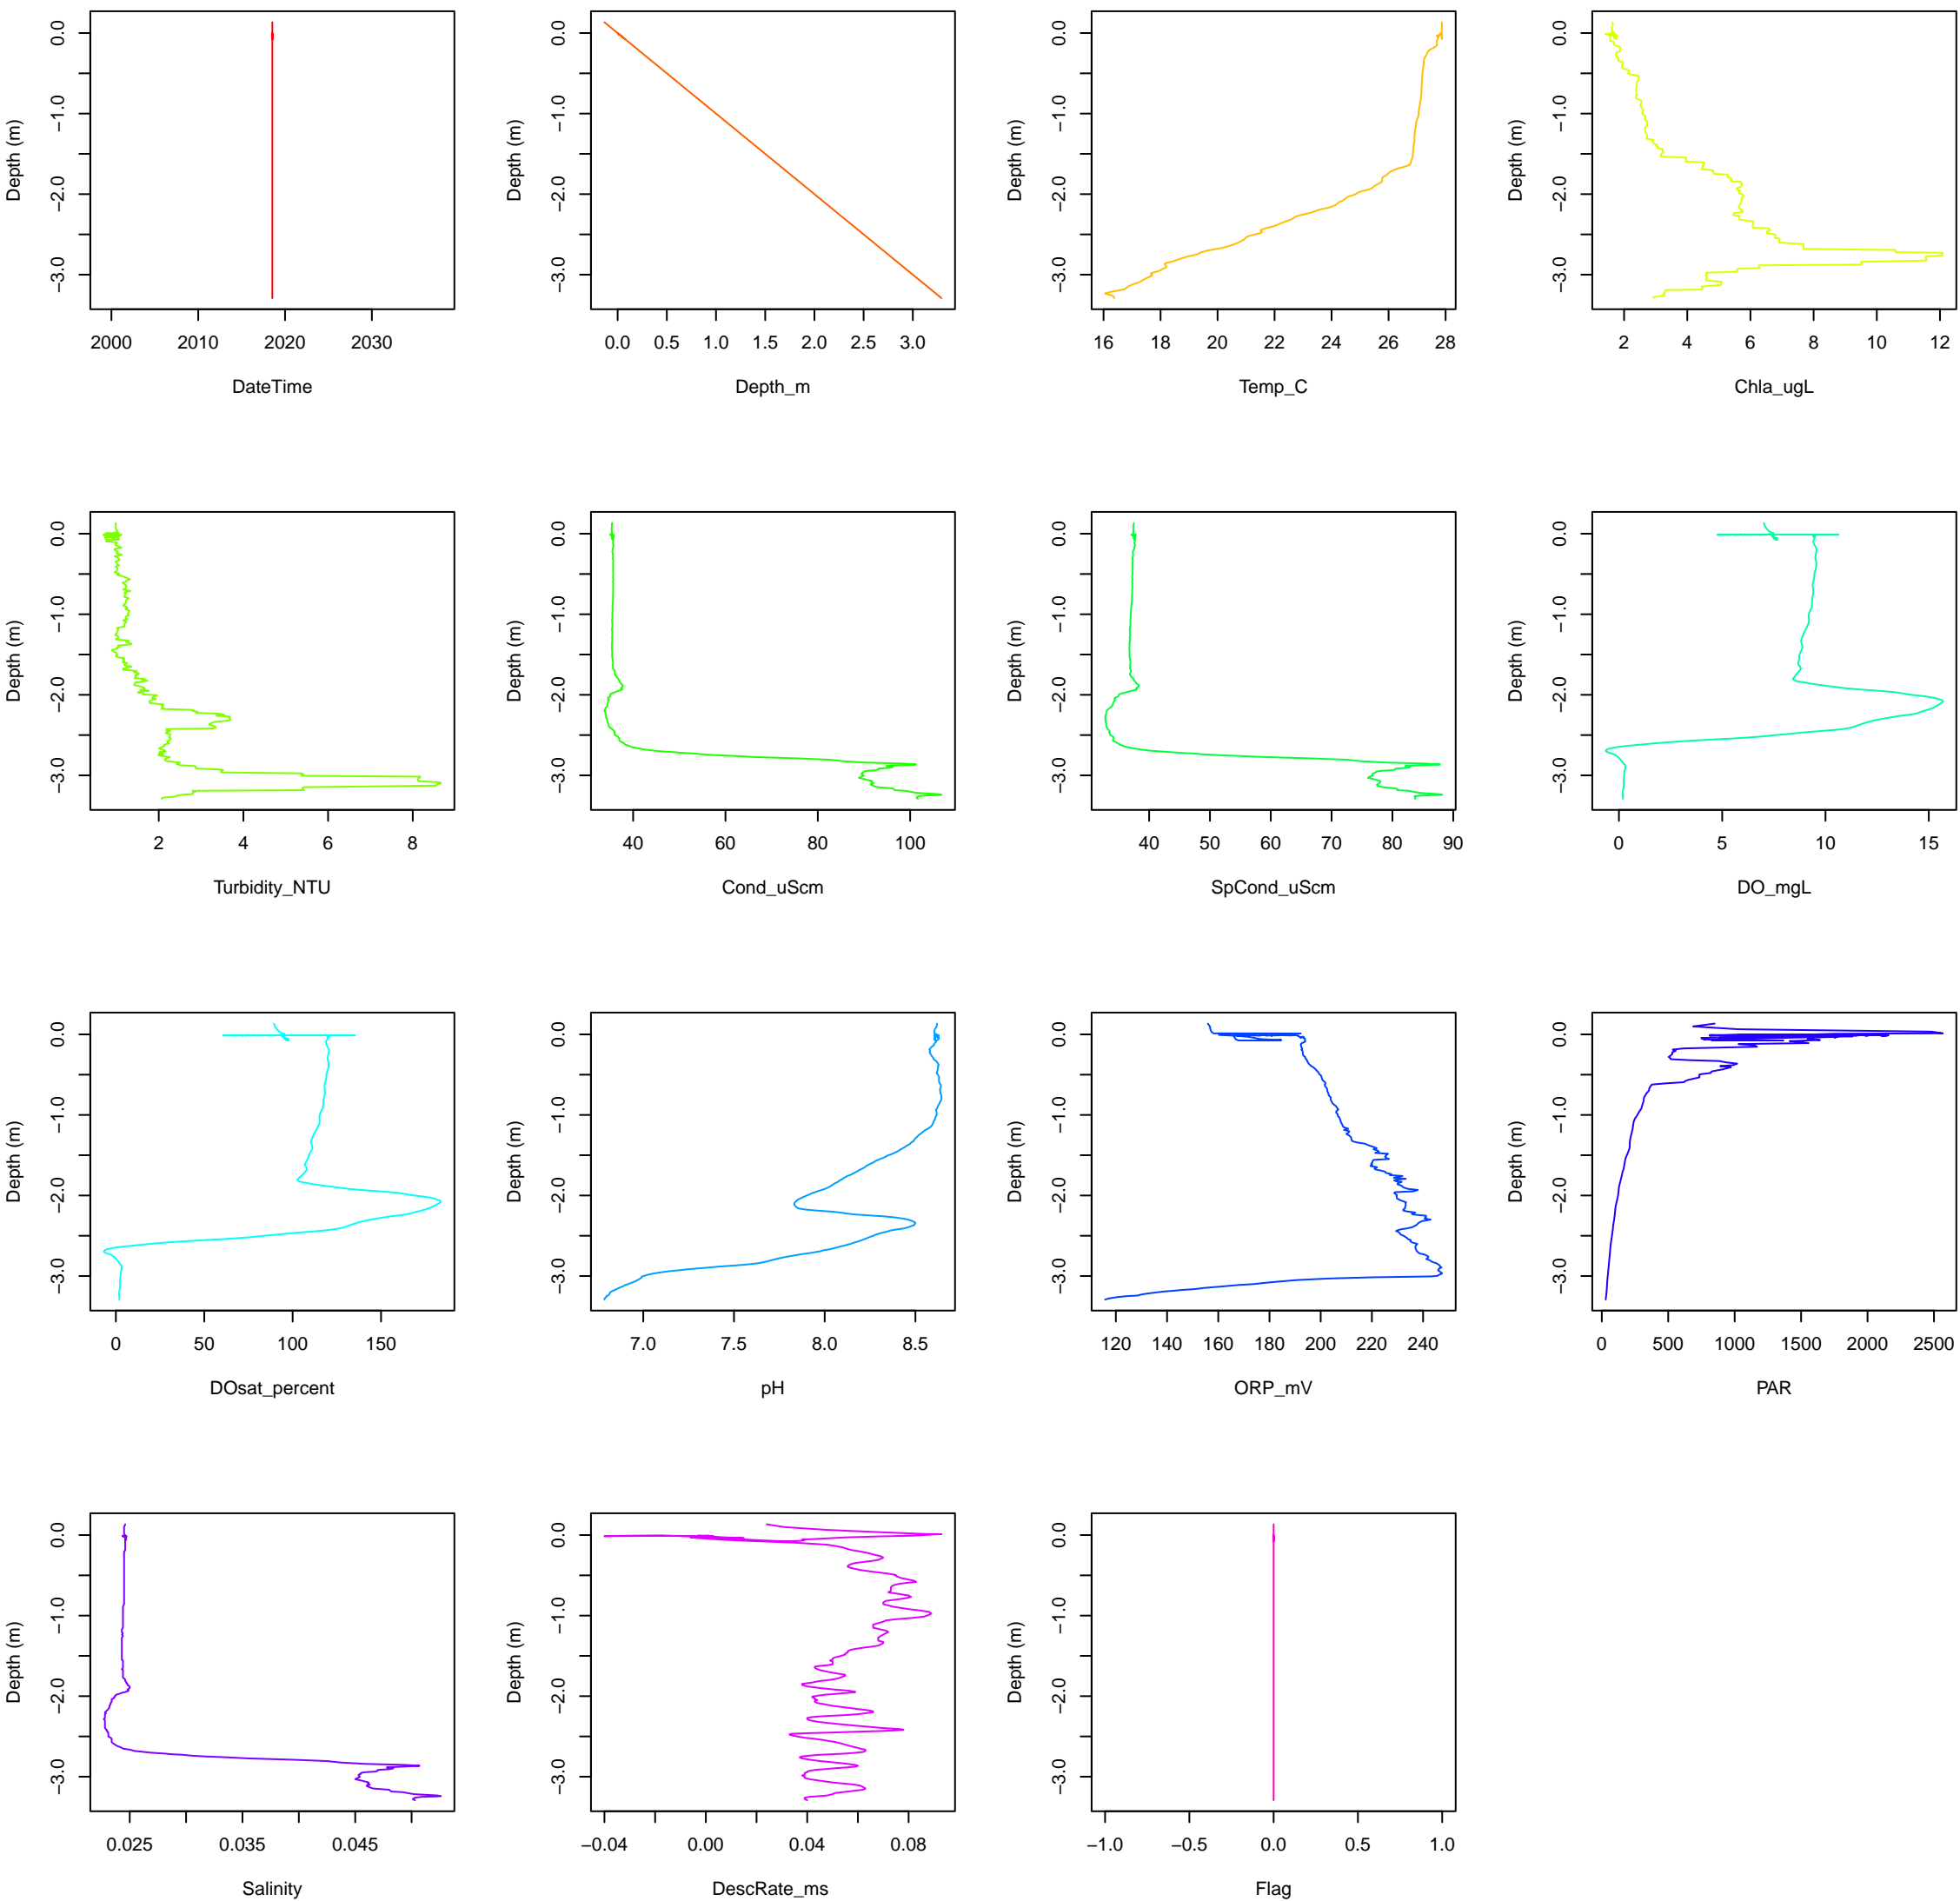 0.0 0.0 0.0 0.0
−1.0 −1.0 −1.0 −1.0
Depth (m) Depth (m) Depth (m) Depth (m)
−2.0 −2.0 −2.0 −2.0
−3.0 −3.0 −3.0 −3.0
2000 2010 2020 2030 0.0 0.5 1.0 1.5 2.0 2.5 3.0 16 18 20 22 24 26 28 2 4 6 8 10 12
DateTime Depth_m Temp_C Chla_ugL
0.0 0.0 0.0 0.0
−1.0 −1.0 −1.0 −1.0
Depth (m) Depth (m) Depth (m) Depth (m)
−2.0 −2.0 −2.0 −2.0
−3.0 −3.0 −3.0 −3.0
2 4 6 8 40 60 80 100 40 50 60 70 80 90 0 5 10 15
Turbidity_NTU Cond_uScm SpCond_uScm DO_mgL
0.0 0.0 0.0 0.0
−1.0 −1.0 −1.0 −1.0
Depth (m) Depth (m) Depth (m) Depth (m)
−2.0 −2.0 −2.0 −2.0
−3.0 −3.0 −3.0 −3.0
0 50 100 150 7.0 7.5 8.0 8.5 120 140 160 180 200 220 240 0 500 1000 1500 2000 2500
DOsat_percent pH ORP_mV PAR
0.0 0.0 0.0
−1.0 −1.0 −1.0
Depth (m) Depth (m) Depth (m)
−2.0 −2.0 −2.0
−3.0 −3.0 −3.0
0.025 0.035 0.045 −0.04 0.00 0.04 0.08 −1.0 −0.5 0.0 0.5 1.0
Salinity DescRate_ms Flag